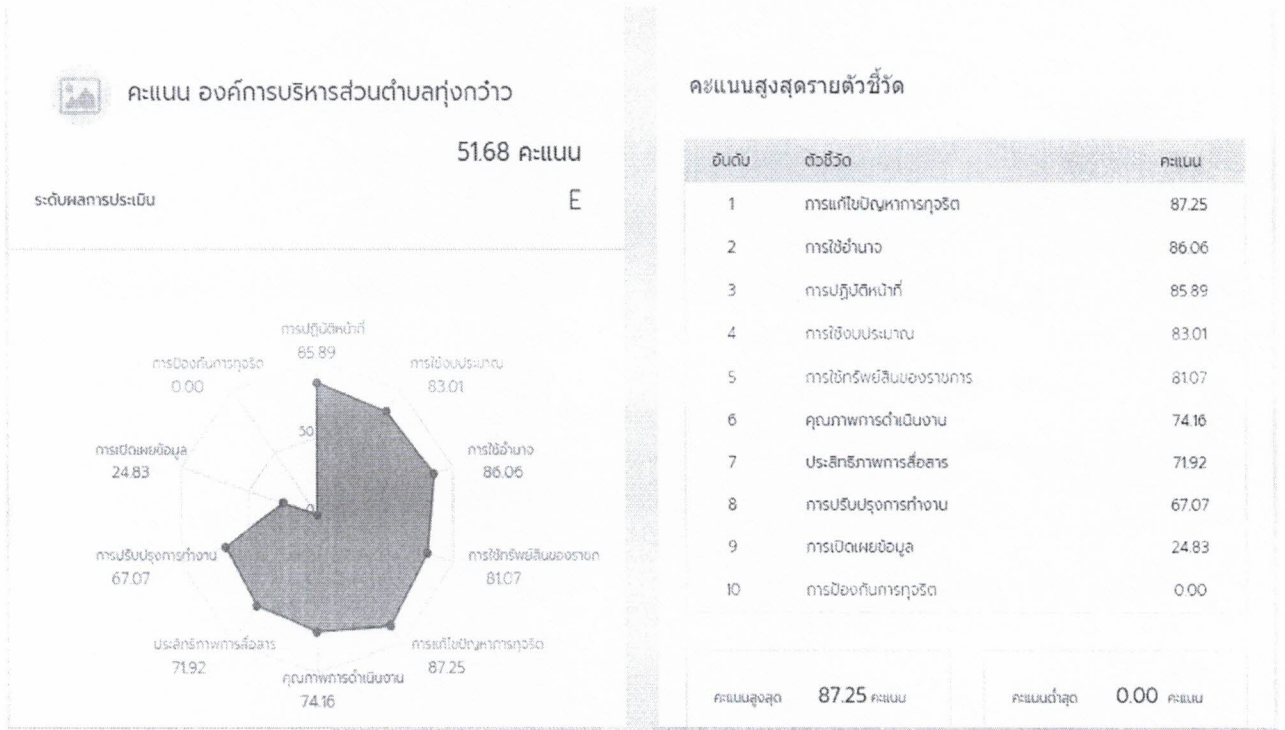 คะแนน องค์การบริหารส่วนตำบลทุ่งกว๋าว
51.68 คะแนน
ระดับผลการประเมิน E
การปฏิบัติหน้าที่
85.89
การป้องกันการทุจริต
0.00
การใช้งบประมาณ
83.01
50
การเปิดเผยข้อมูล
24.83
การใช้อำนาจ
86.06
0
การปรับปรุงการทำงาน
67.07
การใช้ทรัพย์สินของราชก
81.07
ประสิทธิภาพการสื่อสาร
71.92
การแก้ไขปัญหาการทุจริต
87.25
คุณภาพการดำเนินงาน
74.16
คะแนนสูงสุดรายตัวชี้วัด
อันดับ ตัวชี้วัด คะแนน
1 การแก้ไขปัญหาการทุจริต 87.25
2 การใช้อำนาจ 86.06
3 การปฏิบัติหน้าที่ 85.89
4 การใช้งบประมาณ 83.01
5 การใช้ทรัพย์สินของราชการ 81.07
6 คุณภาพการดำเนินงาน 74.16
7 ประสิทธิภาพการสื่อสาร 71.92
8 การปรับปรุงการทำงาน 67.07
9 การเปิดเผยข้อมูล 24.83
10 การป้องกันการทุจริต 0.00
คะแนนสูงสุด 87.25 คะแนน
คะแนนต่ำสุด 0.00 คะแนน